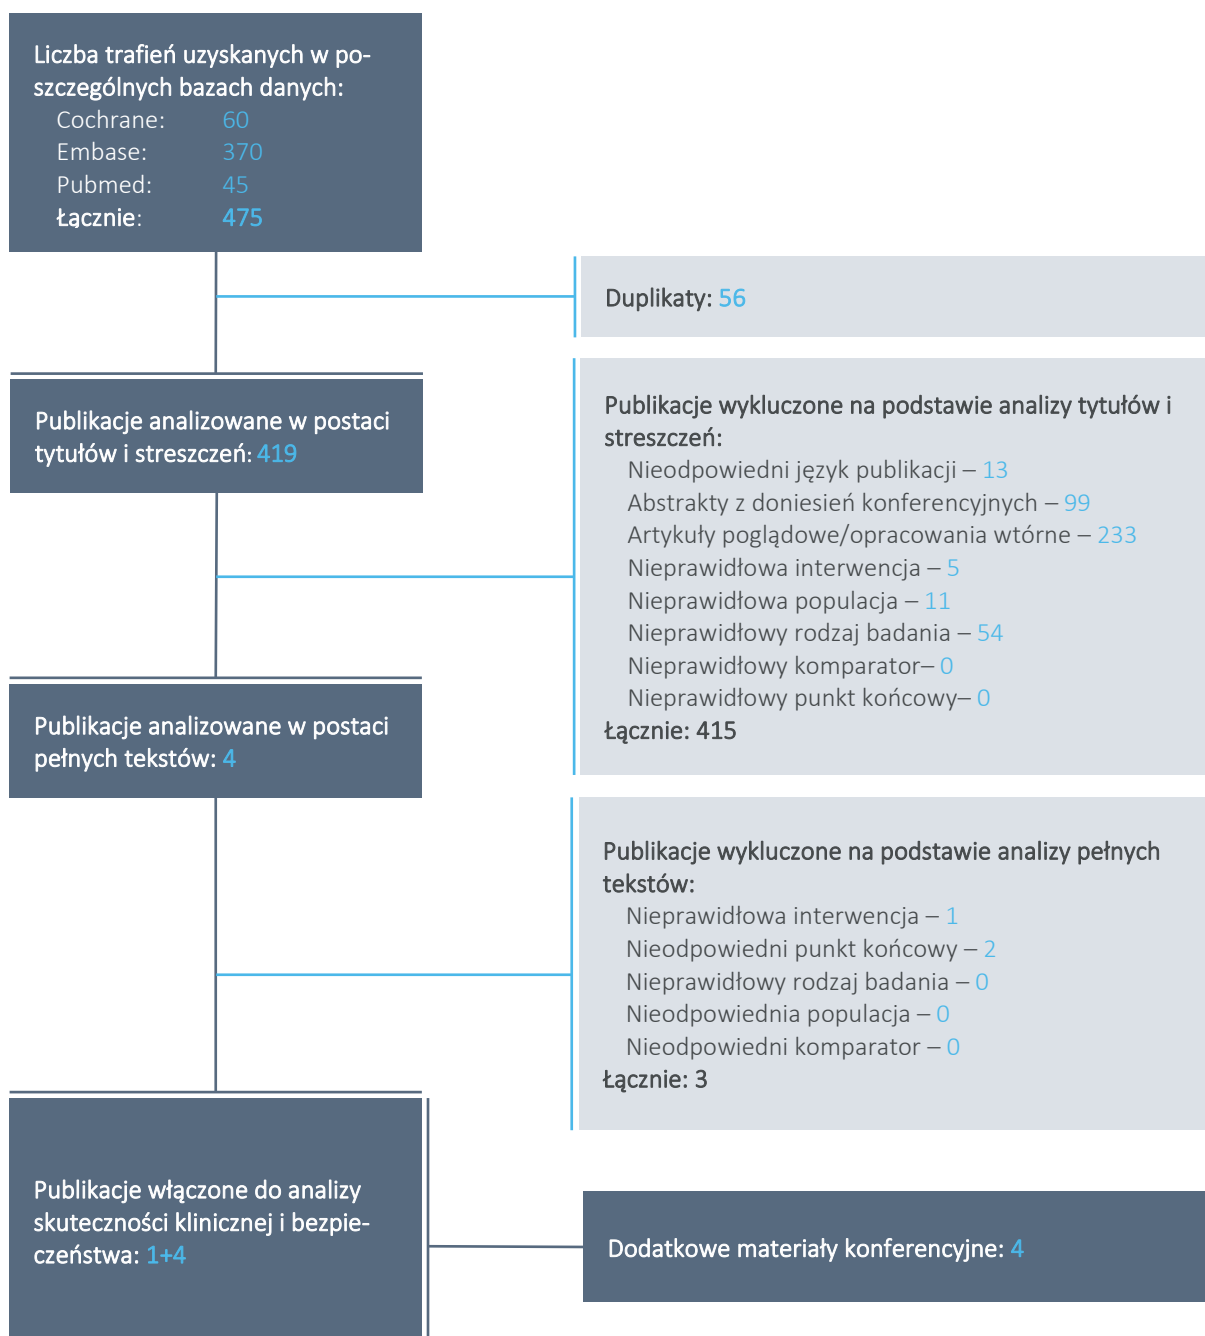 Liczba trafień uzyskanych w po-
szczególnych bazach danych:
Cochrane: 60
Embase: 370
Pubmed: 45
Łącznie: 475
Duplikaty: 56
Publikacje analizowane w postaci
tytułów i streszczeń: 419
Publikacje wykluczone na podstawie analizy tytułów i
streszczeń:
Nieodpowiedni język publikacji – 13
Abstrakty z doniesień konferencyjnych – 99
Artykuły poglądowe/opracowania wtórne – 233
Nieprawidłowa interwencja – 5
Nieprawidłowa populacja – 11
Nieprawidłowy rodzaj badania – 54
Nieprawidłowy komparator– 0
Nieprawidłowy punkt końcowy– 0
Łącznie: 415
Publikacje analizowane w postaci
pełnych tekstów: 4
Publikacje wykluczone na podstawie analizy pełnych
tekstów:
Nieprawidłowa interwencja – 1
Nieodpowiedni punkt końcowy – 2
Nieprawidłowy rodzaj badania – 0
Nieodpowiednia populacja – 0
Nieodpowiedni komparator – 0
Łącznie: 3
Publikacje włączone do analizy
skuteczności klinicznej i bezpie-
czeństwa: 1+4
Dodatkowe materiały konferencyjne: 4